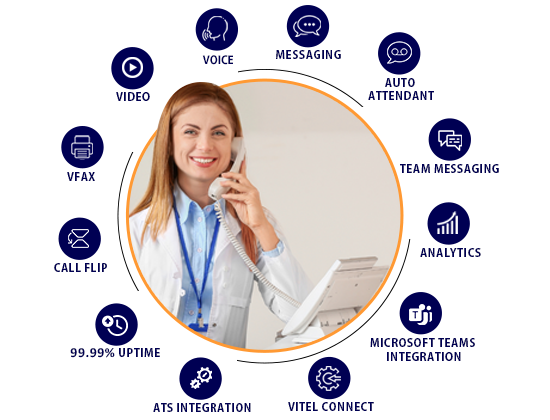 VOICE
MESSAGING
AUTO
ATTENDANT
VIDEO
TEAM MESSAGING
VFAX
ANALYTICS
CALL FLIP
MICROSOFT TEAMS
INTEGRATION
99.99% UPTIME
ATS INTEGRATION
VITEL CONNECT